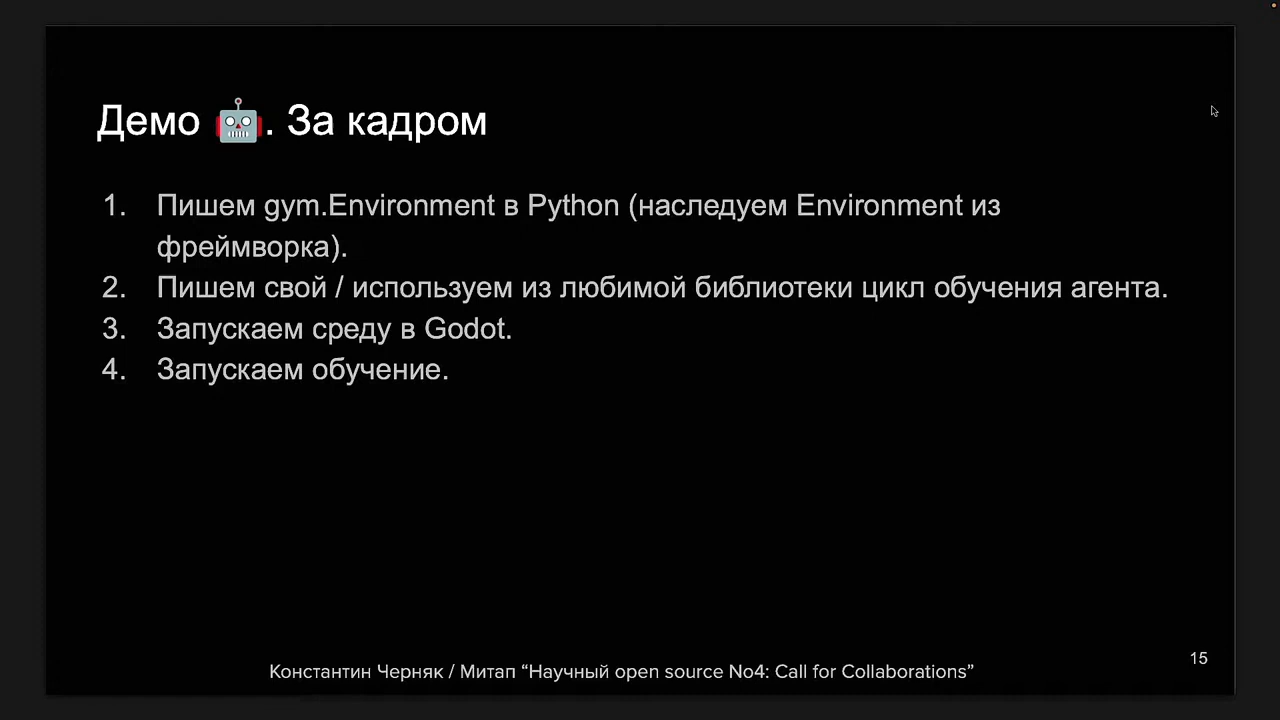 Демо 🤖. За кадром
1. Пишем gym.Environment в Python (наследуем Environment из
фреймворка).
2. Пишем свой / используем из любимой библиотеки цикл обучения агента.
3. Запускаем среду в Godot.
4. Запускаем обучение.
15
Константин Черняк / Митап “Научный open source No4: Call for Collaborations”